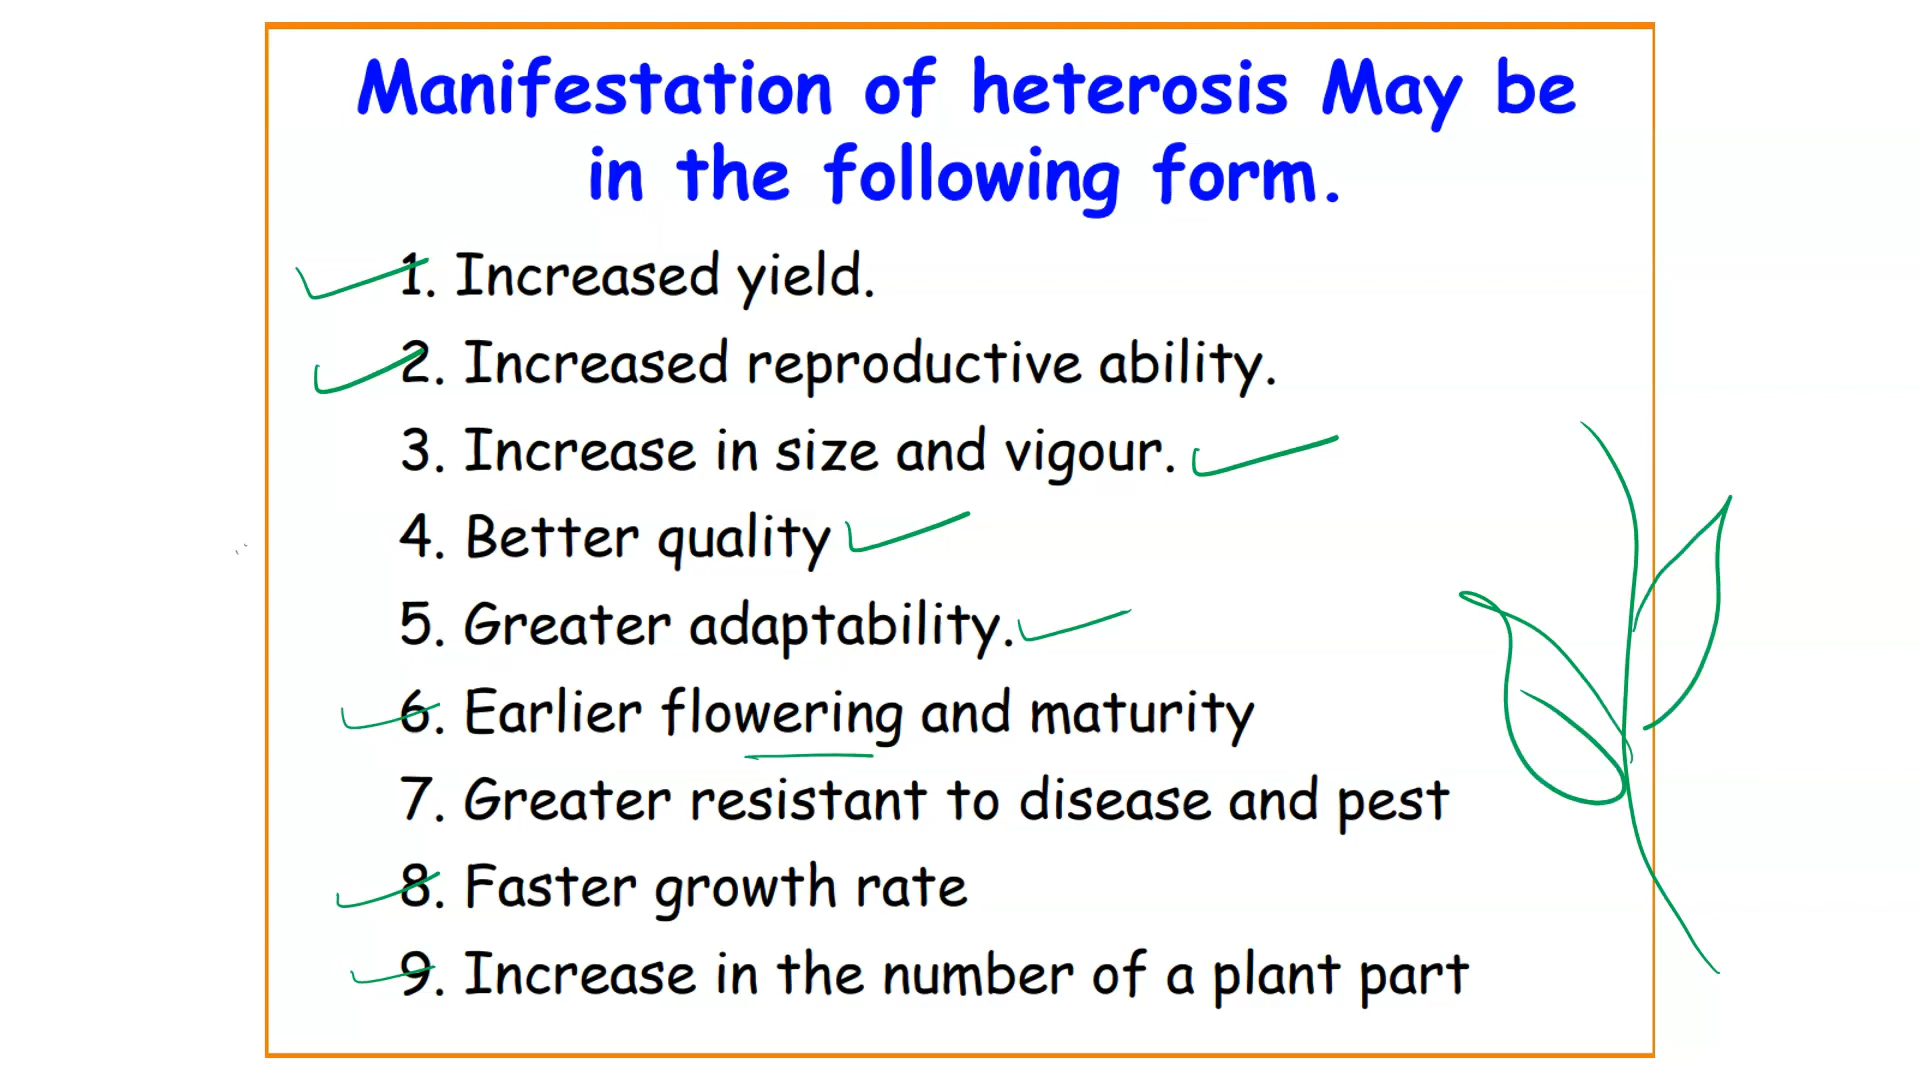 Manifestation of heterosis May be
in the following form.
1. Increased yield.
2. Increased reproductive ability.
3. Increase in size and vigour.
4. Better quality
5. Greater adaptability.
6. Earlier flowering and maturity
7. Greater resistant to disease and pest
8. Faster growth rate
9. Increase in the number of a plant part